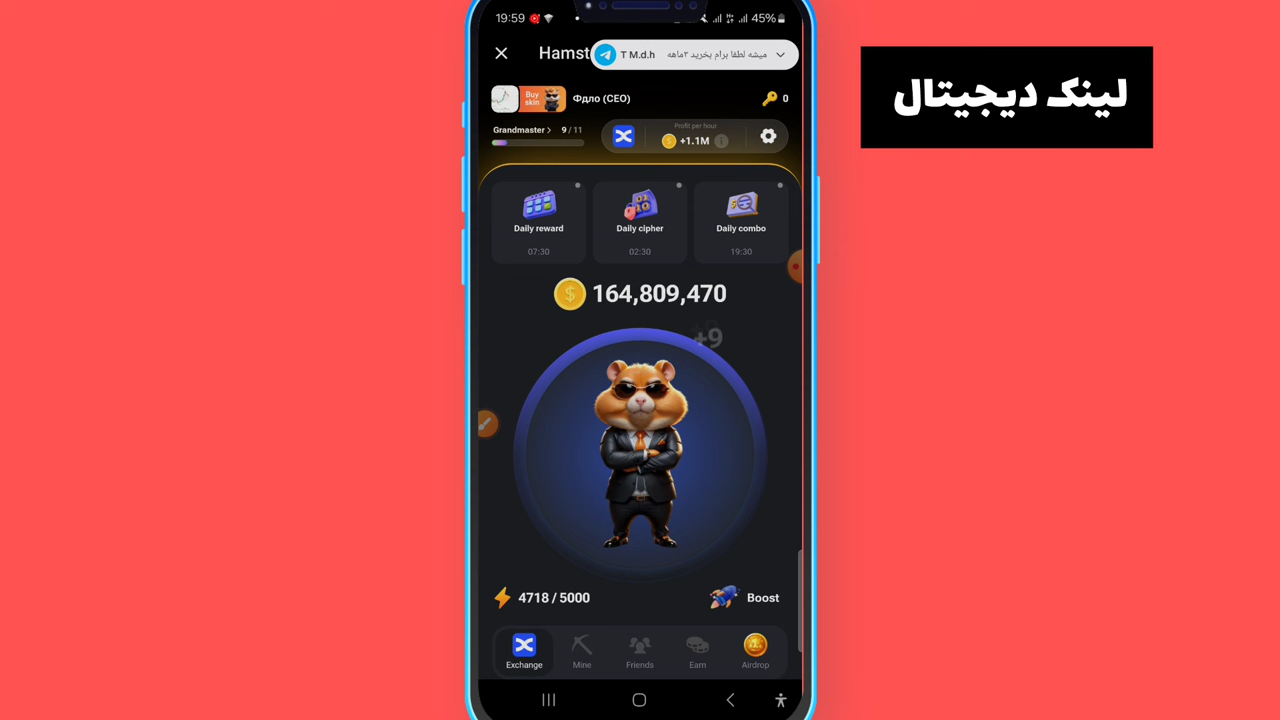 19:59
45%
Hamst
T M.d.h
میشه لطفا برام بخرید ۳ماهه
لینک دیجیتال
Buy
skin
Фдло (CEO)
0
Grandmaster >
9 / 11
Profit per hour
+1.1M
Daily reward
07:30
Daily cipher
02:30
Daily combo
19:30
164,809,470
+9
4718 / 5000
Boost
Exchange
Mine
Friends
Earn
Airdrop